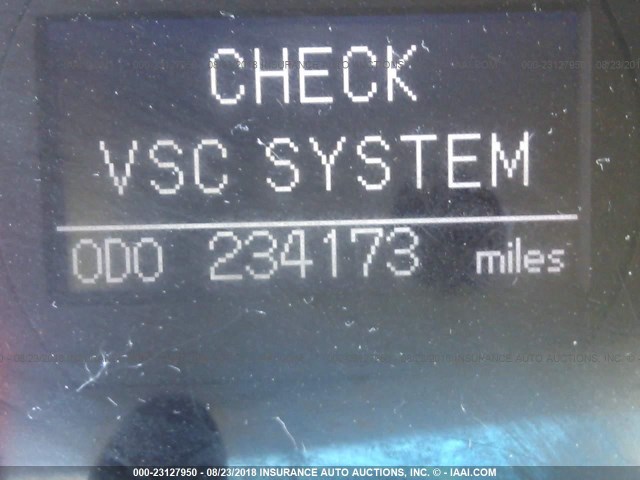 CHECK
VSC SYSTEM
ODO 234173 miles
000-23127950 - 08/23/2018 INSURANCE AUTO AUCTIONS, INC. © - IAAI.COM